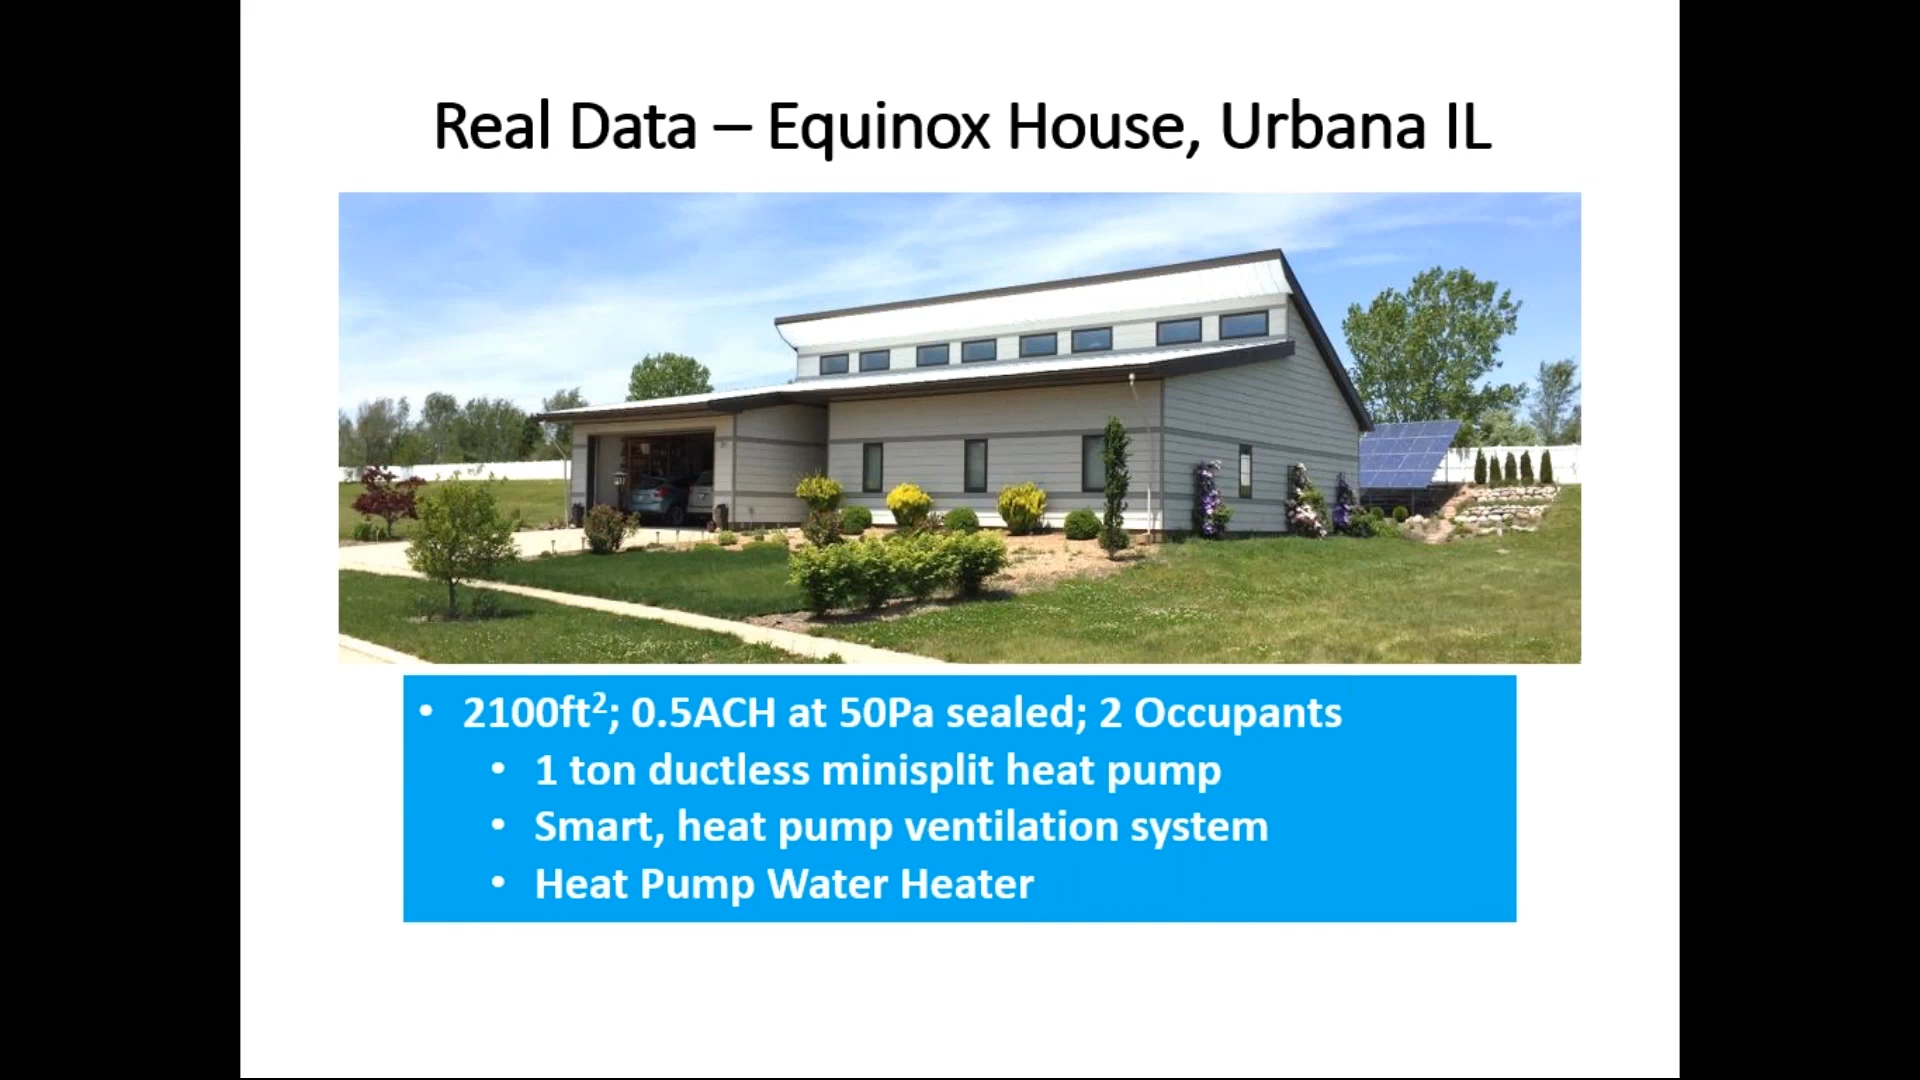 Real Data – Equinox House, Urbana IL
• 2100ft²; 0.5ACH at 50Pa sealed; 2 Occupants
• 1 ton ductless minisplit heat pump
• Smart, heat pump ventilation system
• Heat Pump Water Heater